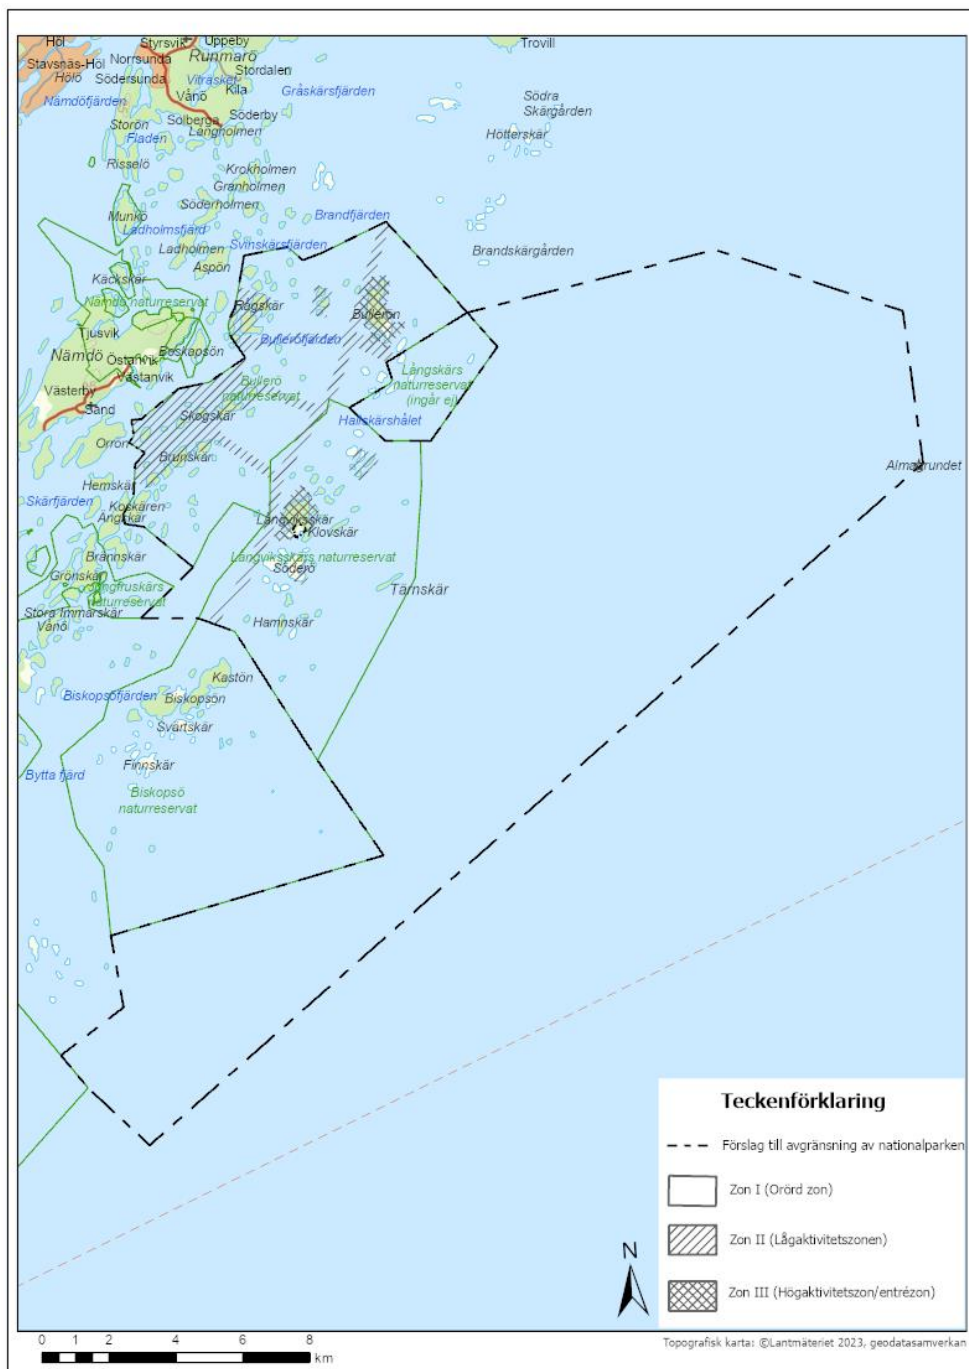 Höl
Styrsvik
Uppeby
Trovill
Stavsnäs-Höl
Norrsunda
Runmarö
Hölö
Södersunda
Stordalen
Vitträsket
Kila
Gråskärsfjärden
Nämdöfjärden
Vånö
Södra
Skärgården
Storön
Solberga
Söderby
Långholmen
Hötterskär
Fladen
Risselö
Krokholmen
Granholmen
Söderholmen
Munkö
Brandfjärden
Ladholmsfjärd
Svinskärsfjärden
Ladholmen
Brandskärgården
Aspön
Käckskär
Nämdö naturreservat
Rågskär
Bullerön
Tjusvik
Bullerofjärden
Boskapsön
Nämdö
Östanvik
Långskärs
naturreservat
(ingår ej)
Västanvik
Bullerö
naturreservat
Västerby
Sand
Skogskär
Hallskärshålet
Orrön
Brunskär
Almagrundet
Hemskär
Skärfjärden
Koskären
Ängskär
Långviksskär
Klovskär
Brännskär
Långviksskärs naturreservat
Söderö
Grönskär
Jungfruskärs
naturreservat
Tärnskär
Stora Immarskär
Vånö
Hamnskär
Kastön
Biskopsöfjärden
Biskopsön
Svartskär
Finnskär
Bytta fjärd
Biskopsö
naturreservat
Teckenförklaring
Förslag till avgränsning av nationalparken
Zon I (Orörd zon)
Zon II (Lågaktivitetszonen)
Zon III (Högaktivitetszon/entrézon)
N
0 1 2 4 6 8
km
Topografisk karta: ©Lantmäteriet 2023, geodatasamverkan